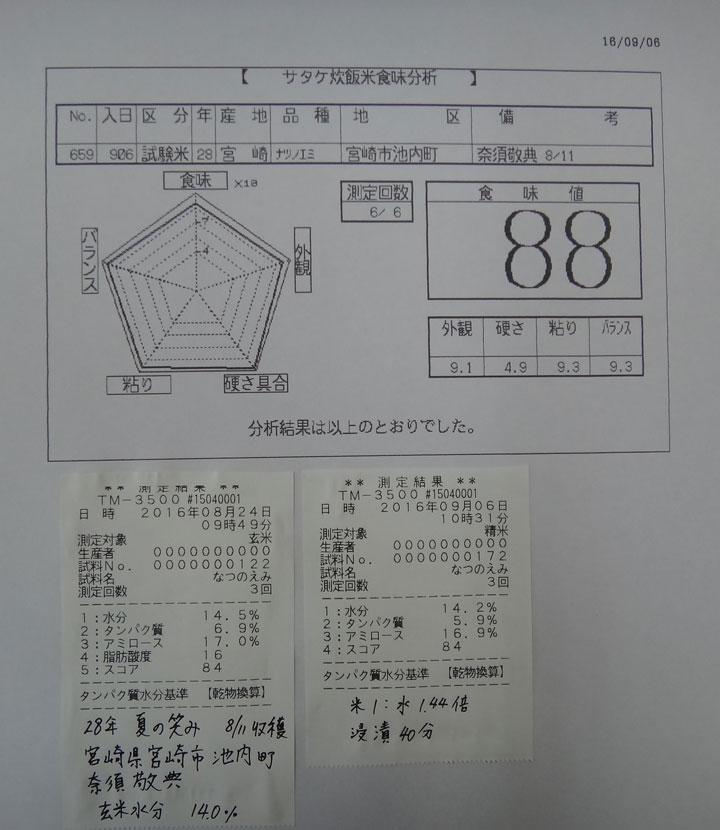 16/09/06
【 サタケ炊飯米食味分析 】
No. 入日 区分 年 産地 品種 地区 備考
659 906 試験米 28 宮崎 ナツノエミ 宮崎市池内町 奈須敬典 8/11
食味 ×10
7
4
バランス
外観
粘り
硬さ具合
測定回数
6/ 6
食味値
88
外観 硬さ 粘り バランス
9.1 4.9 9.3 9.3
分析結果は以上のとおりでした。
** 測定結果 **
TM-3500 #15040001
日時 2016年08月24日
09時49分
測定対象 玄米
生産者 0000000000
試料No. 0000000122
試料名 なつのえみ
測定回数 3回
1:水分 14.5%
2:タンパク質 6.9%
3:アミロース 17.0%
4:脂肪酸度 16
5:スコア 84
タンパク質水分基準 【乾物換算】
28年 夏の笑み 8/11収穫
宮崎県宮崎市池内町
奈須敬典
玄米水分 14.0%
** 測定結果 **
TM-3500 #15040001
日時 2016年09月06日
10時31分
測定対象 精米
生産者 0000000000
試料No. 0000000172
試料名 なつのえみ
測定回数 3回
1:水分 14.2%
2:タンパク質 5.9%
3:アミロース 16.9%
4:スコア 84
タンパク質水分基準 【乾物換算】
米1:水1.44倍
浸漬40分